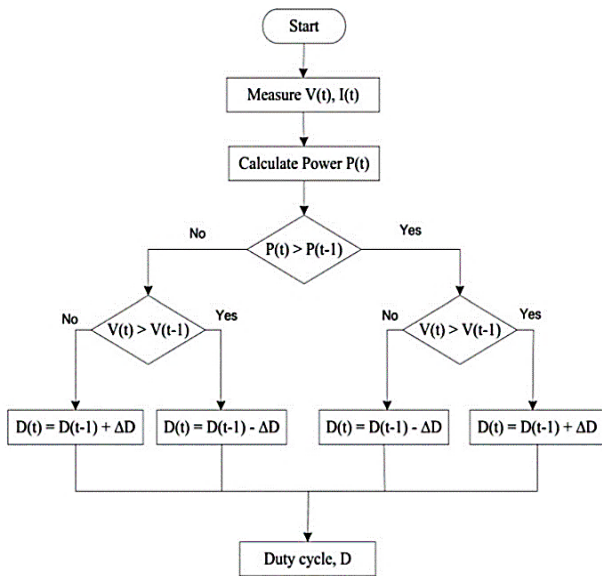 Start
Measure V(t), I(t)
Calculate Power P(t)
No
Yes
P(t) > P(t-1)
No
V(t) > V(t-1)
Yes
No
V(t) > V(t-1)
Yes
D(t) = D(t-1) + ΔD
D(t) = D(t-1) - ΔD
D(t) = D(t-1) - ΔD
D(t) = D(t-1) + ΔD
Duty cycle, D